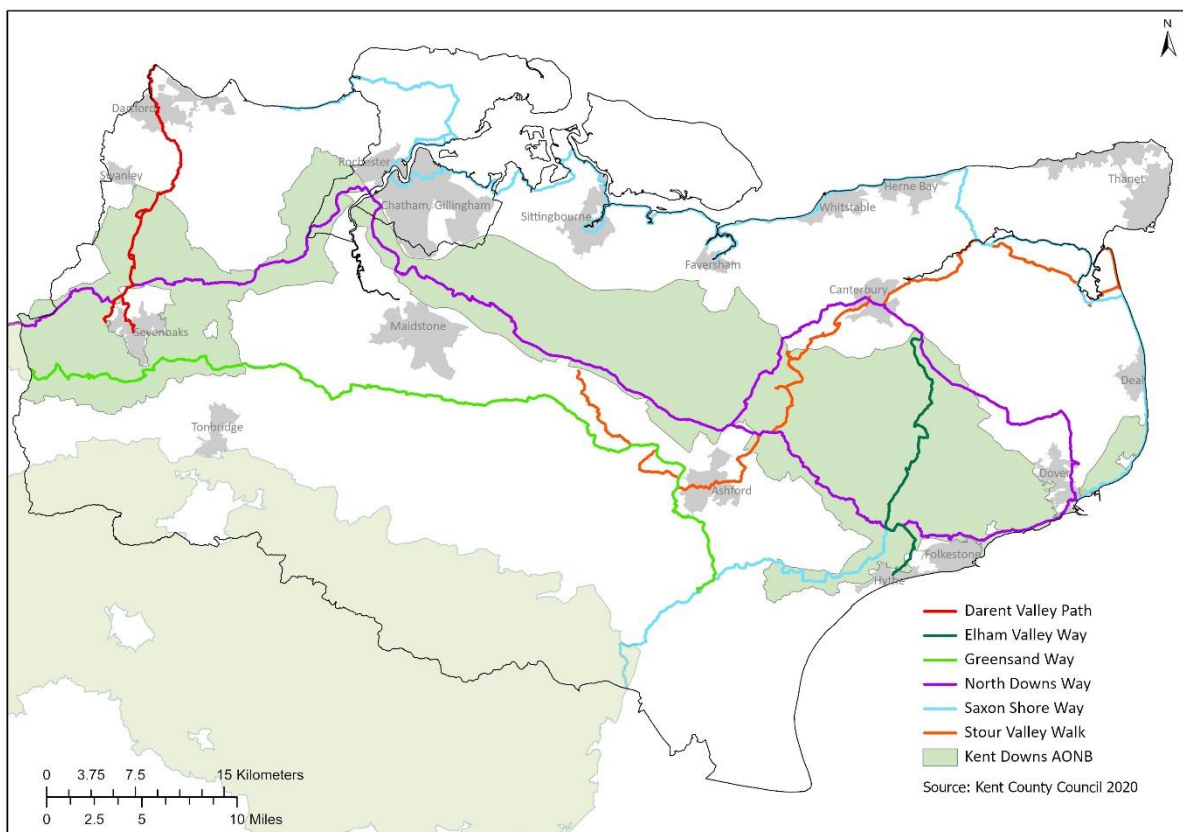 N
Dartford
Swanley
Rochester
Chatham, Gillingham
Sittingbourne
Faversham
Whitstable
Herne Bay
Thanet
Canterbury
Sevenoaks
Maidstone
Deal
Tonbridge
Ashford
Dover
Folkestone
Hythe
Darent Valley Path
Elham Valley Way
Greensand Way
North Downs Way
Saxon Shore Way
Stour Valley Walk
Kent Downs AONB
Source: Kent County Council 2020
0 3.75 7.5 15 Kilometers
0 2.5 5 10 Miles